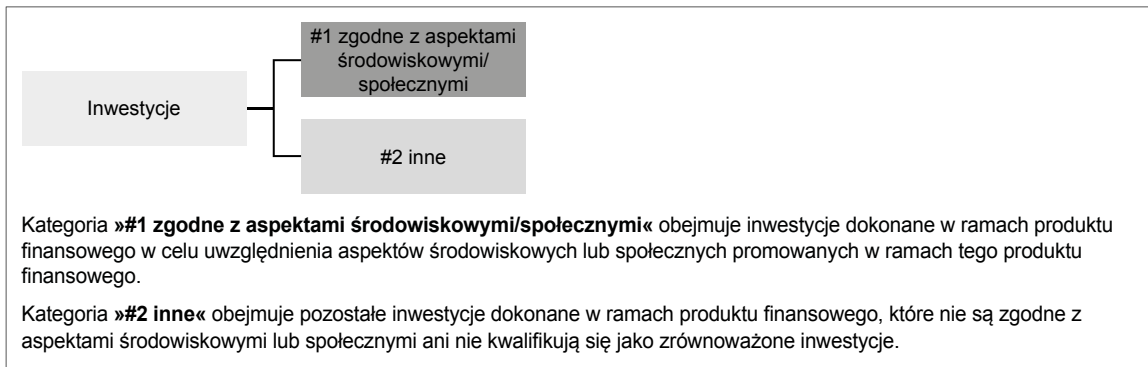 #1 zgodne z aspektami
środowiskowymi/
społecznymi
Inwestycje
#2 inne
Kategoria »#1 zgodne z aspektami środowiskowymi/społecznymi« obejmuje inwestycje dokonane w ramach produktu
finansowego w celu uwzględnienia aspektów środowiskowych lub społecznych promowanych w ramach tego produktu
finansowego.
Kategoria »#2 inne« obejmuje pozostałe inwestycje dokonane w ramach produktu finansowego, które nie są zgodne z
aspektami środowiskowymi lub społecznymi ani nie kwalifikują się jako zrównoważone inwestycje.